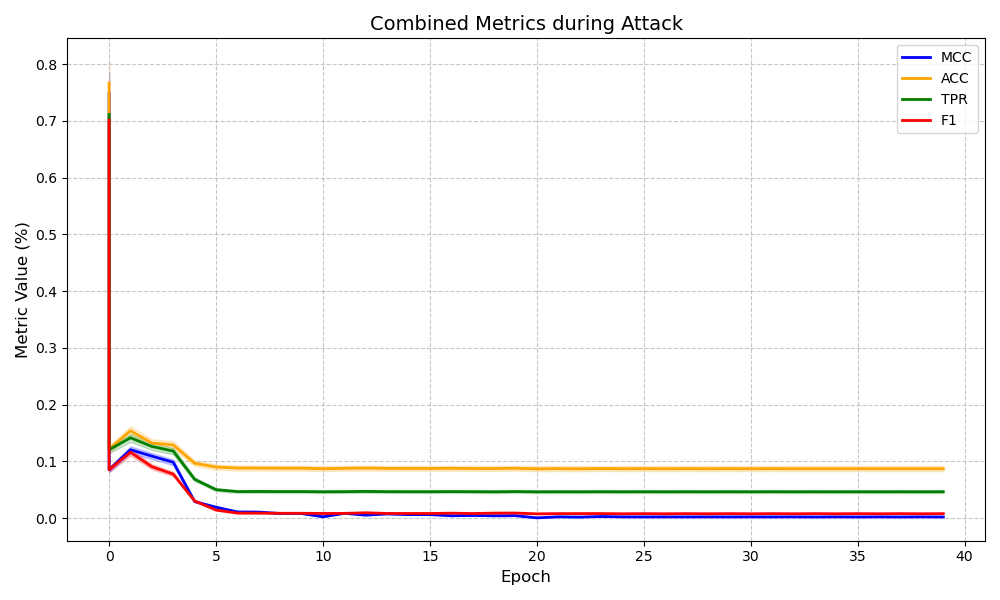 Combined Metrics during Attack
Metric Value (%)
0.8
0.7
0.6
0.5
0.4
0.3
0.2
0.1
0.0
MCC
ACC
TPR
F1
0 5 10 15 20 25 30 35 40
Epoch